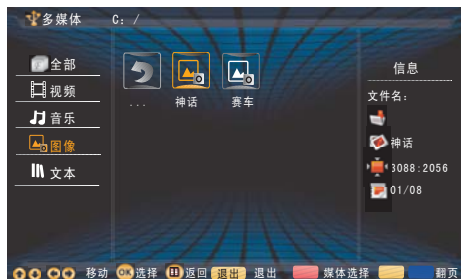 多媒体 C: /
全部
视频
音乐
图像
文本
... 神话 赛车
信息
文件名:
神话
3088:2056
01/08
移动 OK 选择 返回 退出 退出 媒体选择 翻页